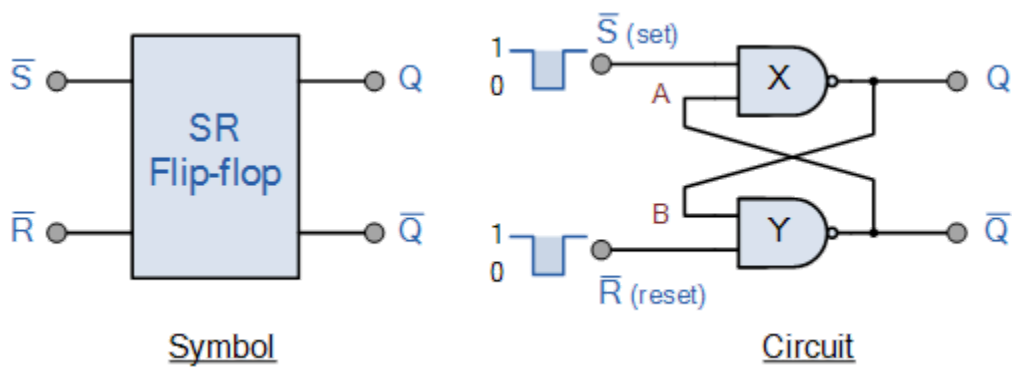 S̅
R̅
SR
Flip-flop
Q
Q̅
Symbol
1
0
S̅ (set)
A
X
Q
B
Y
1
0
R̅ (reset)
Q̅
Circuit